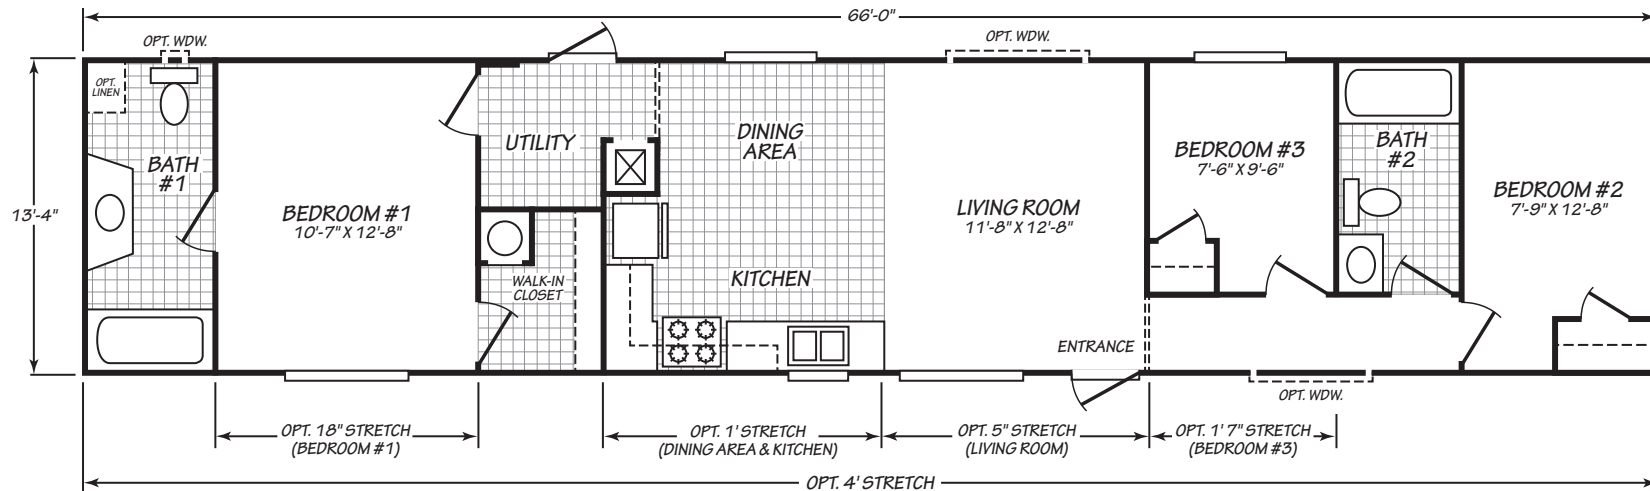 66'-0"
OPT. WDW.
OPT. WDW.
OPT.
LINEN
13'-4"
BATH
#1
BEDROOM #1
10'-7" X 12'-8"
UTILITY
WALK-IN
CLOSET
DINING
AREA
KITCHEN
LIVING ROOM
11'-8" X 12'-8"
ENTRANCE
BEDROOM #3
7'-6" X 9'-6"
BATH
#2
BEDROOM #2
7'-9" X 12'-8"
OPT. WDW.
OPT. 18" STRETCH
(BEDROOM #1)
OPT. 1' STRETCH
(DINING AREA & KITCHEN)
OPT. 5" STRETCH
(LIVING ROOM)
OPT. 1' 7" STRETCH
(BEDROOM #3)
OPT. 4' STRETCH